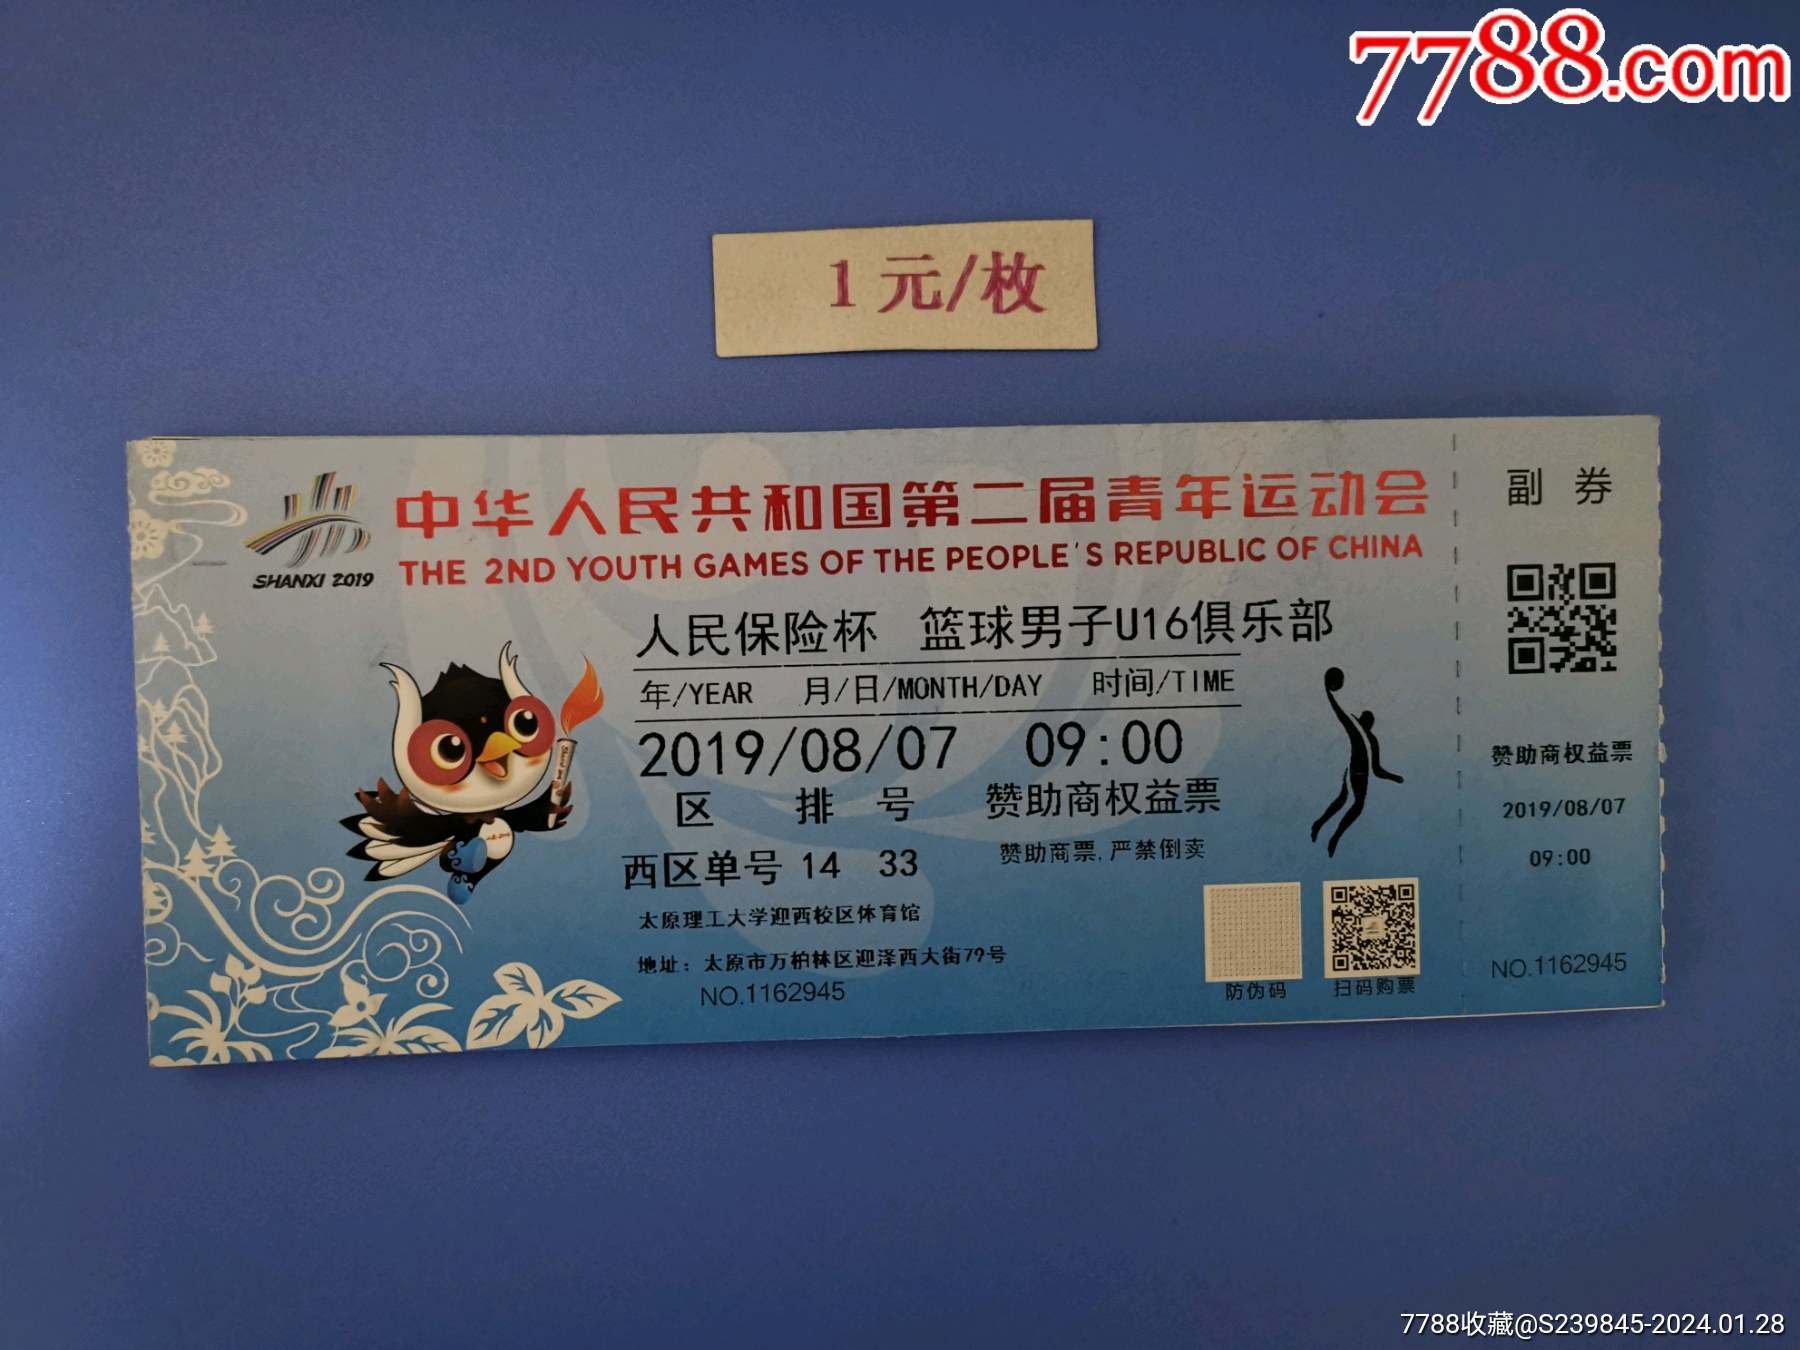 7788.com
1元/枚
中华人民共和国第二届青年运动会
THE 2ND YOUTH GAMES OF THE PEOPLE'S REPUBLIC OF CHINA
SHANXI 2019
人民保险杯 篮球男子U16俱乐部
年/YEAR 月/日/MONTH/DAY 时间/TIME
2019/08/07 09:00
区 排 号 赞助商权益票
西区单号 14 33 赞助商票,严禁倒卖
太原理工大学迎西校区体育馆
地址：太原市万柏林区迎泽西大街79号
NO.1162945
防伪码 扫码购票
副 券
赞助商权益票
2019/08/07
09:00
NO.1162945
7788收藏@S239845-2024.01.28